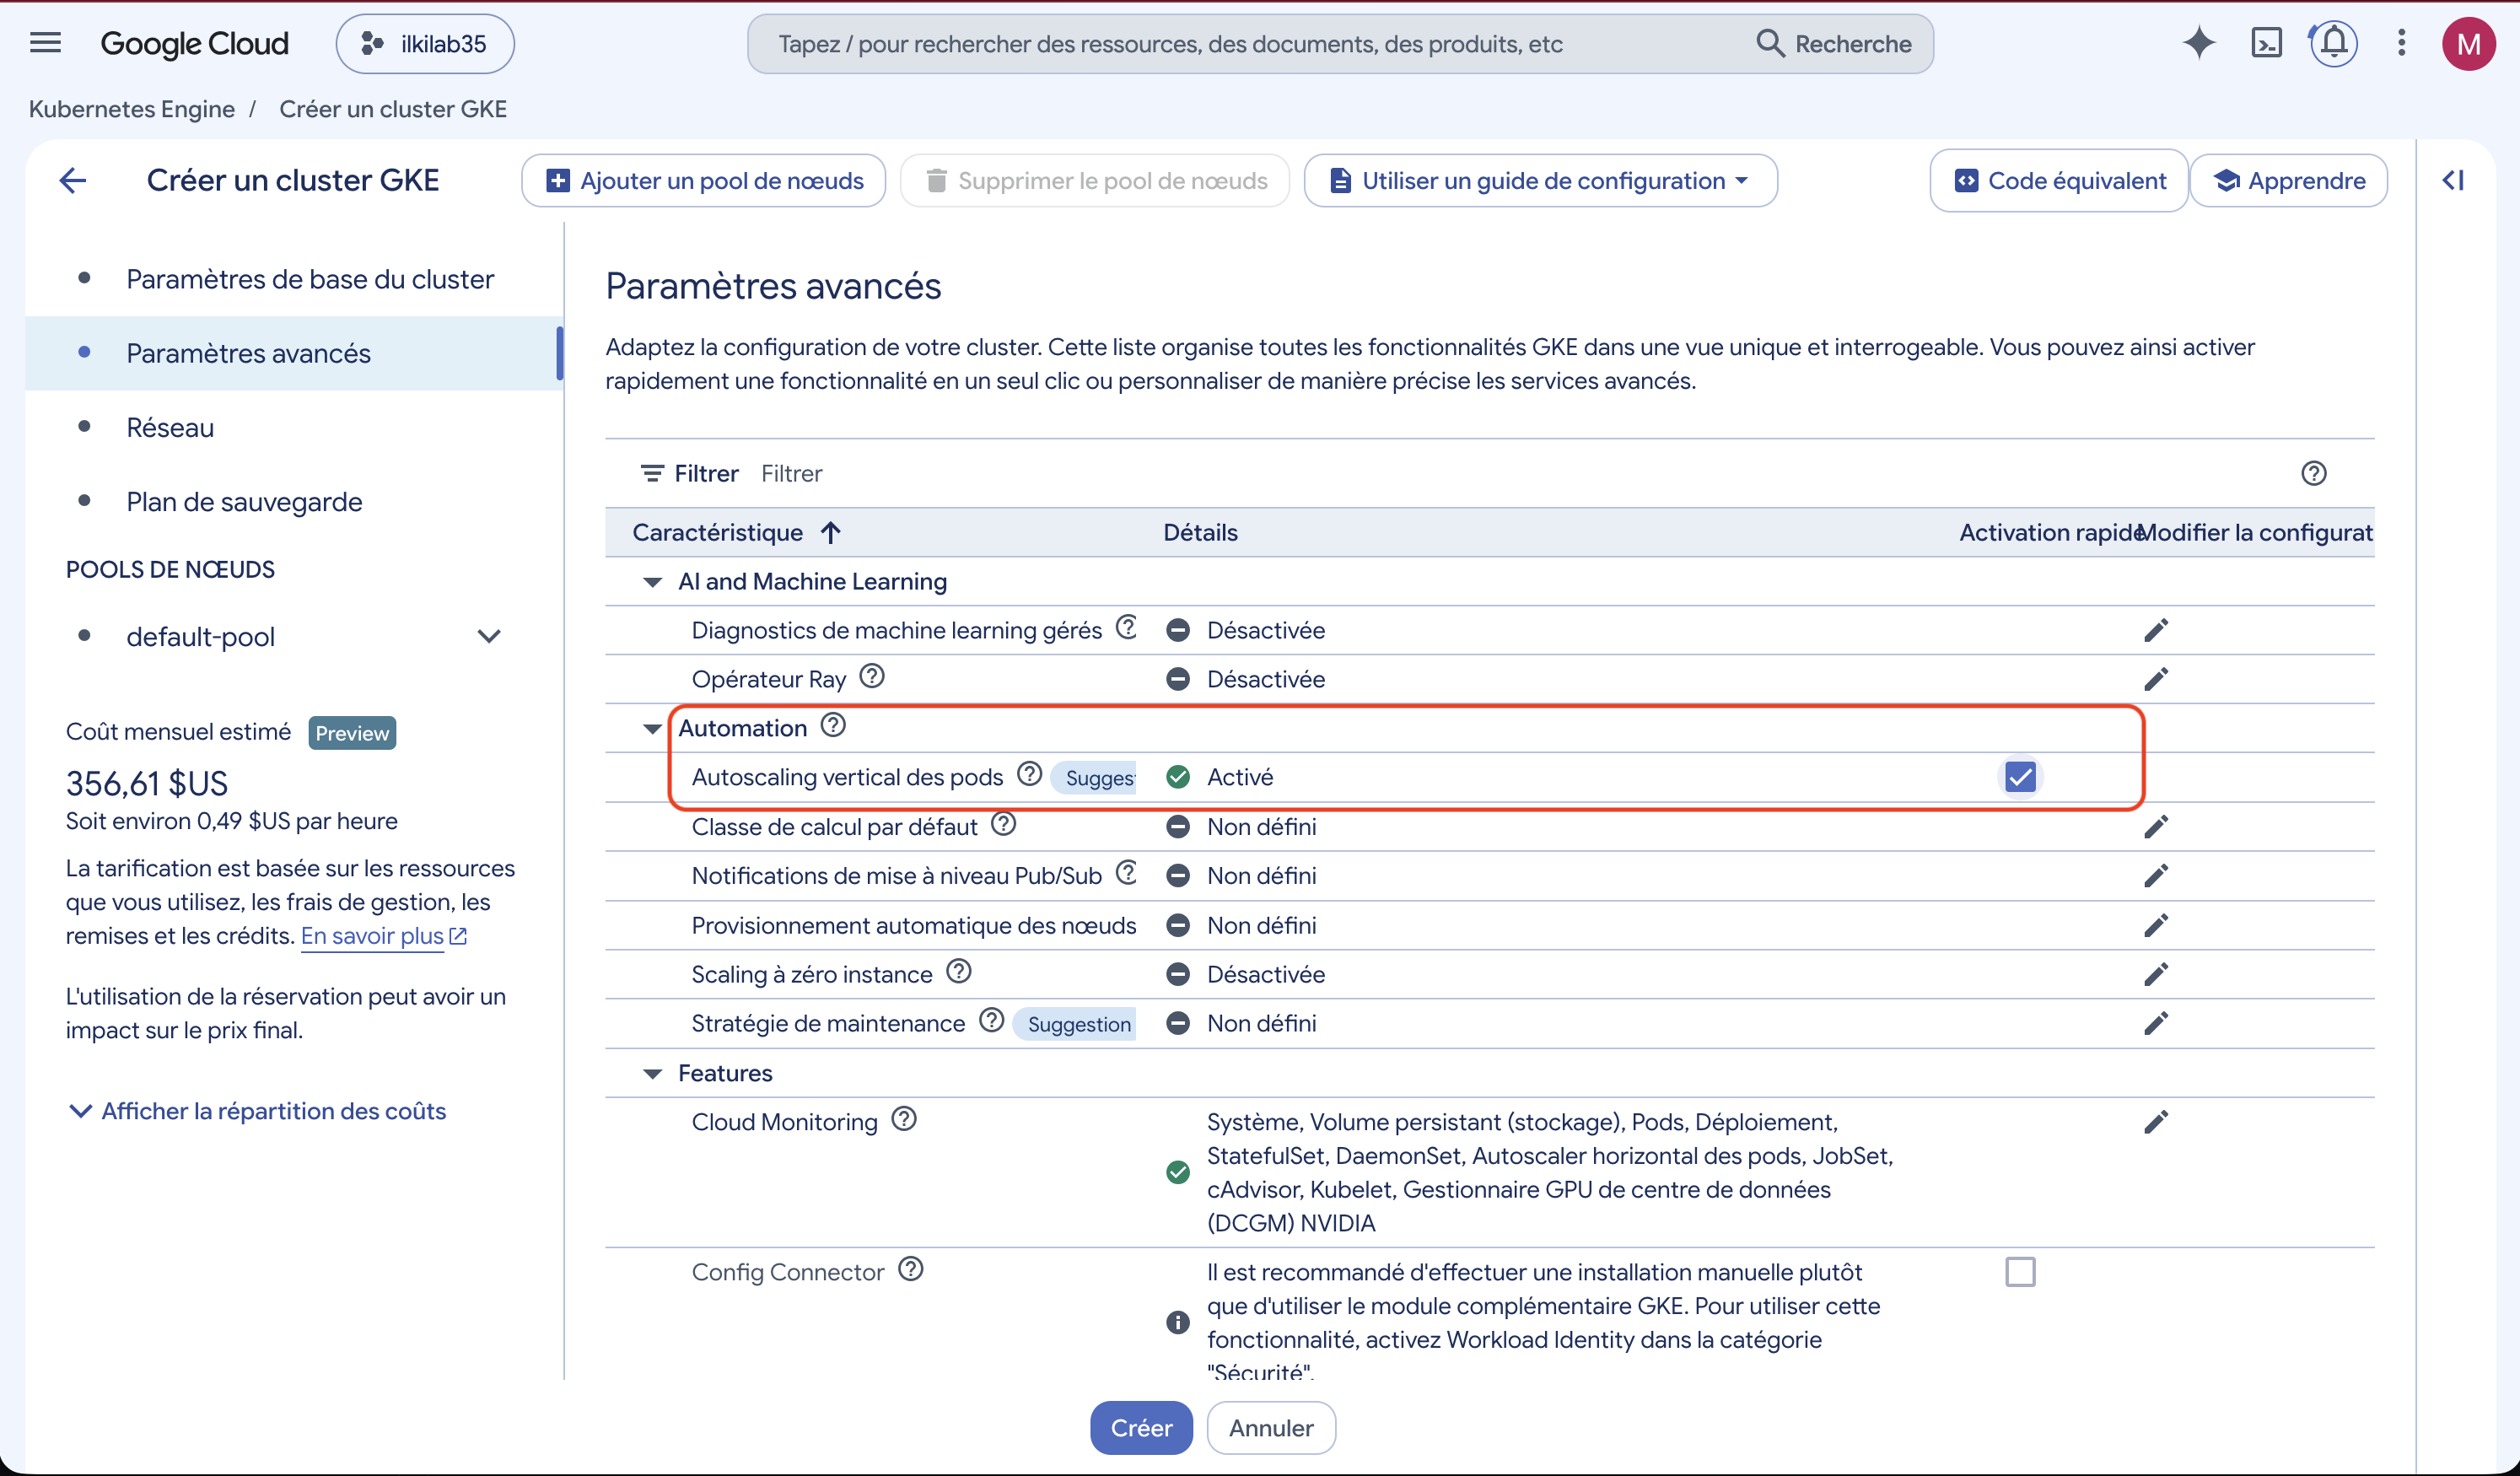 Google Cloud
ilkilab35
Tapez / pour rechercher des ressources, des documents, des produits, etc
Recherche
M
Kubernetes Engine / Créer un cluster GKE
Créer un cluster GKE
Ajouter un pool de nœuds
Supprimer le pool de nœuds
Utiliser un guide de configuration
Code équivalent
Apprendre
Paramètres de base du cluster
Paramètres avancés
Réseau
Plan de sauvegarde
POOLS DE NŒUDS
default-pool
Coût mensuel estimé Preview
356,61 $US
Soit environ 0,49 $US par heure
La tarification est basée sur les ressources
que vous utilisez, les frais de gestion, les
remises et les crédits. En savoir plus
L'utilisation de la réservation peut avoir un
impact sur le prix final.
Afficher la répartition des coûts
Paramètres avancés
Adaptez la configuration de votre cluster. Cette liste organise toutes les fonctionnalités GKE dans une vue unique et interrogeable. Vous pouvez ainsi activer
rapidement une fonctionnalité en un seul clic ou personnaliser de manière précise les services avancés.
Filtrer Filtrer
Caractéristique Détails Activation rapide Modifier la configurat
AI and Machine Learning
Diagnostics de machine learning gérés Désactivée
Opérateur Ray Désactivée
Automation
Autoscaling vertical des pods Sugges Activé
Classe de calcul par défaut Non défini
Notifications de mise à niveau Pub/Sub Non défini
Provisionnement automatique des nœuds Non défini
Scaling à zéro instance Désactivée
Stratégie de maintenance Suggestion Non défini
Features
Cloud Monitoring Système, Volume persistant (stockage), Pods, Déploiement,
StatefulSet, DaemonSet, Autoscaler horizontal des pods, JobSet,
cAdvisor, Kubelet, Gestionnaire GPU de centre de données
(DCGM) NVIDIA
Config Connector Il est recommandé d'effectuer une installation manuelle plutôt
que d'utiliser le module complémentaire GKE. Pour utiliser cette
fonctionnalité, activez Workload Identity dans la catégorie
"Sécurité".
Créer
Annuler